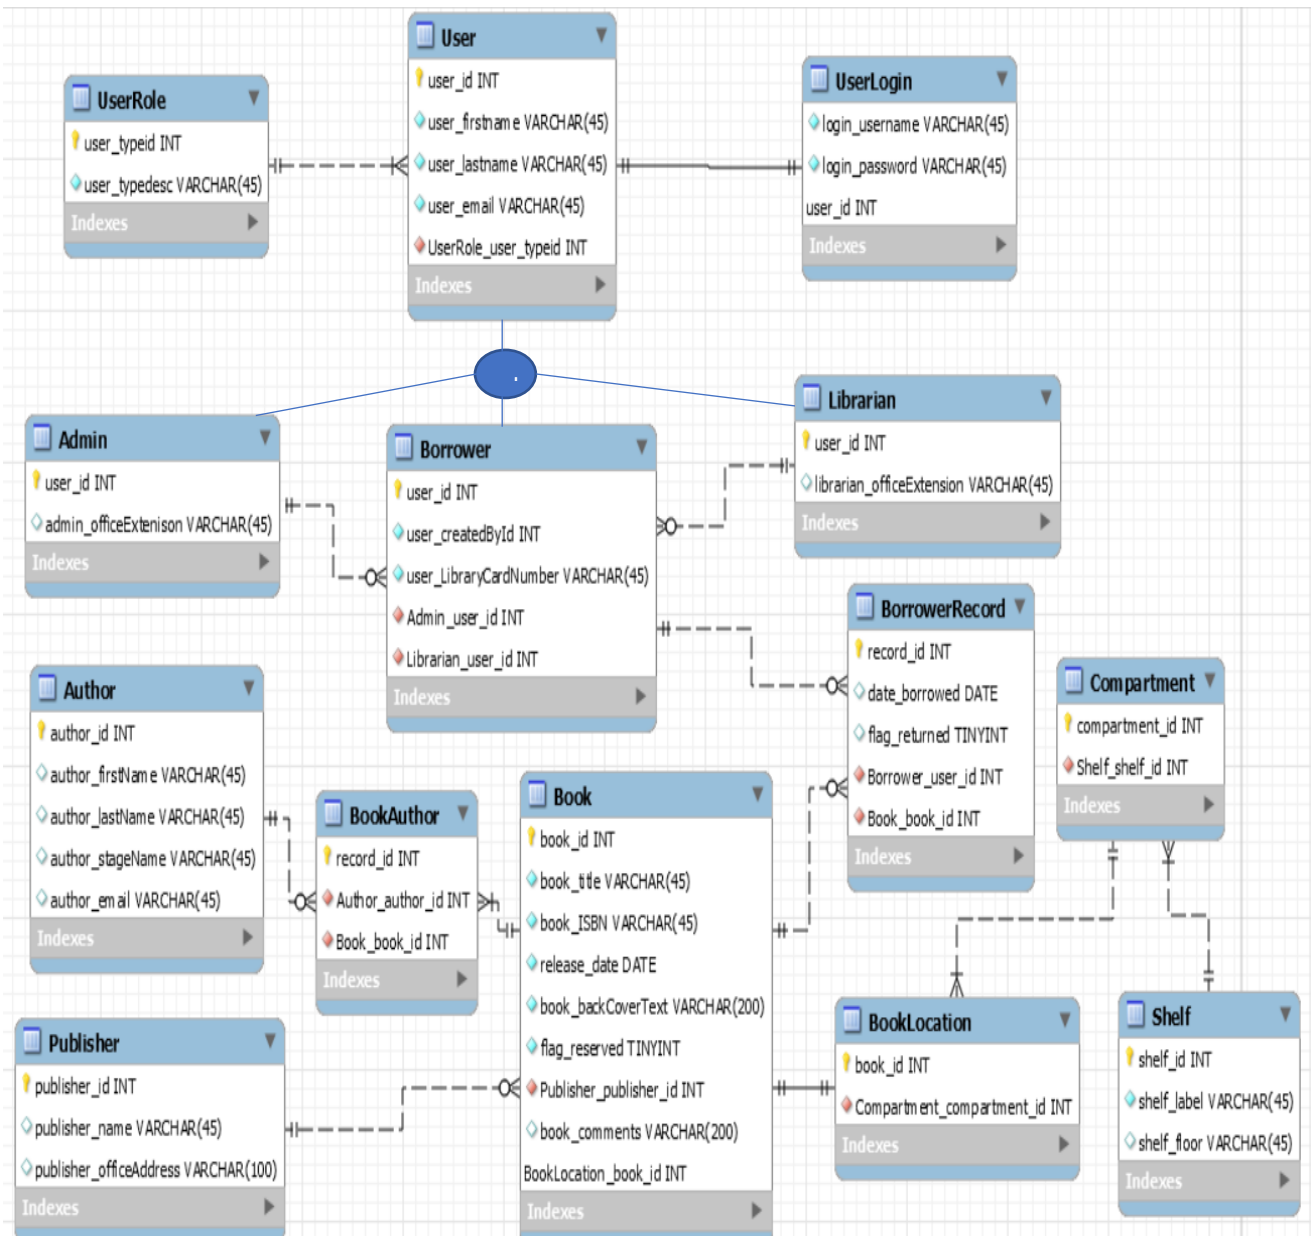 User
user_id INT
user_firstname VARCHAR(45)
user_lastname VARCHAR(45)
user_email VARCHAR(45)
UserRole_user_typeid INT
Indexes
UserRole
user_typeid INT
user_typedesc VARCHAR(45)
Indexes
UserLogin
login_username VARCHAR(45)
login_password VARCHAR(45)
user_id INT
Indexes
.
Admin
user_id INT
admin_officeExtenison VARCHAR(45)
Indexes
Borrower
user_id INT
user_createdById INT
user_LibraryCardNumber VARCHAR(45)
Admin_user_id INT
Librarian_user_id INT
Indexes
Librarian
user_id INT
librarian_officeExtension VARCHAR(45)
Indexes
BorrowerRecord
record_id INT
date_borrowed DATE
flag_returned TINYINT
Borrower_user_id INT
Book_book_id INT
Indexes
Compartment
compartment_id INT
Shelf_shelf_id INT
Indexes
Author
author_id INT
author_firstName VARCHAR(45)
author_lastName VARCHAR(45)
author_stageName VARCHAR(45)
author_email VARCHAR(45)
Indexes
BookAuthor
record_id INT
Author_author_id INT
Book_book_id INT
Indexes
Book
book_id INT
book_title VARCHAR(45)
book_ISBN VARCHAR(45)
release_date DATE
book_backCoverText VARCHAR(200)
flag_reserved TINYINT
Publisher_publisher_id INT
book_comments VARCHAR(200)
BookLocation_book_id INT
Indexes
BookLocation
book_id INT
Compartment_compartment_id INT
Indexes
Shelf
shelf_id INT
shelf_label VARCHAR(45)
shelf_floor VARCHAR(45)
Indexes
Publisher
publisher_id INT
publisher_name VARCHAR(45)
publisher_officeAddress VARCHAR(100)
Indexes